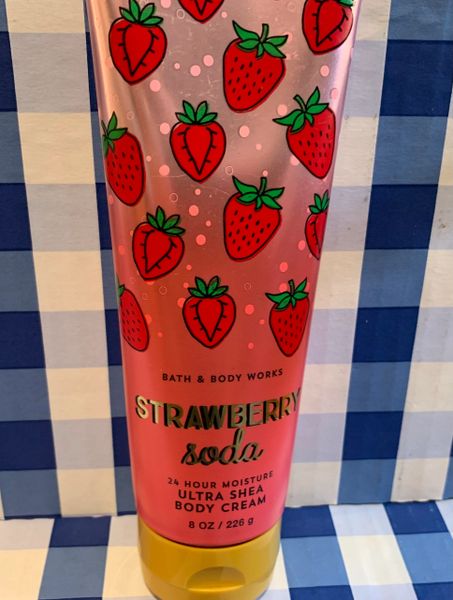 BATH & BODY WORKS
STRAWBERRY
soda
24 HOUR MOISTURE
ULTRA SHEA
BODY CREAM
8 OZ / 226 g